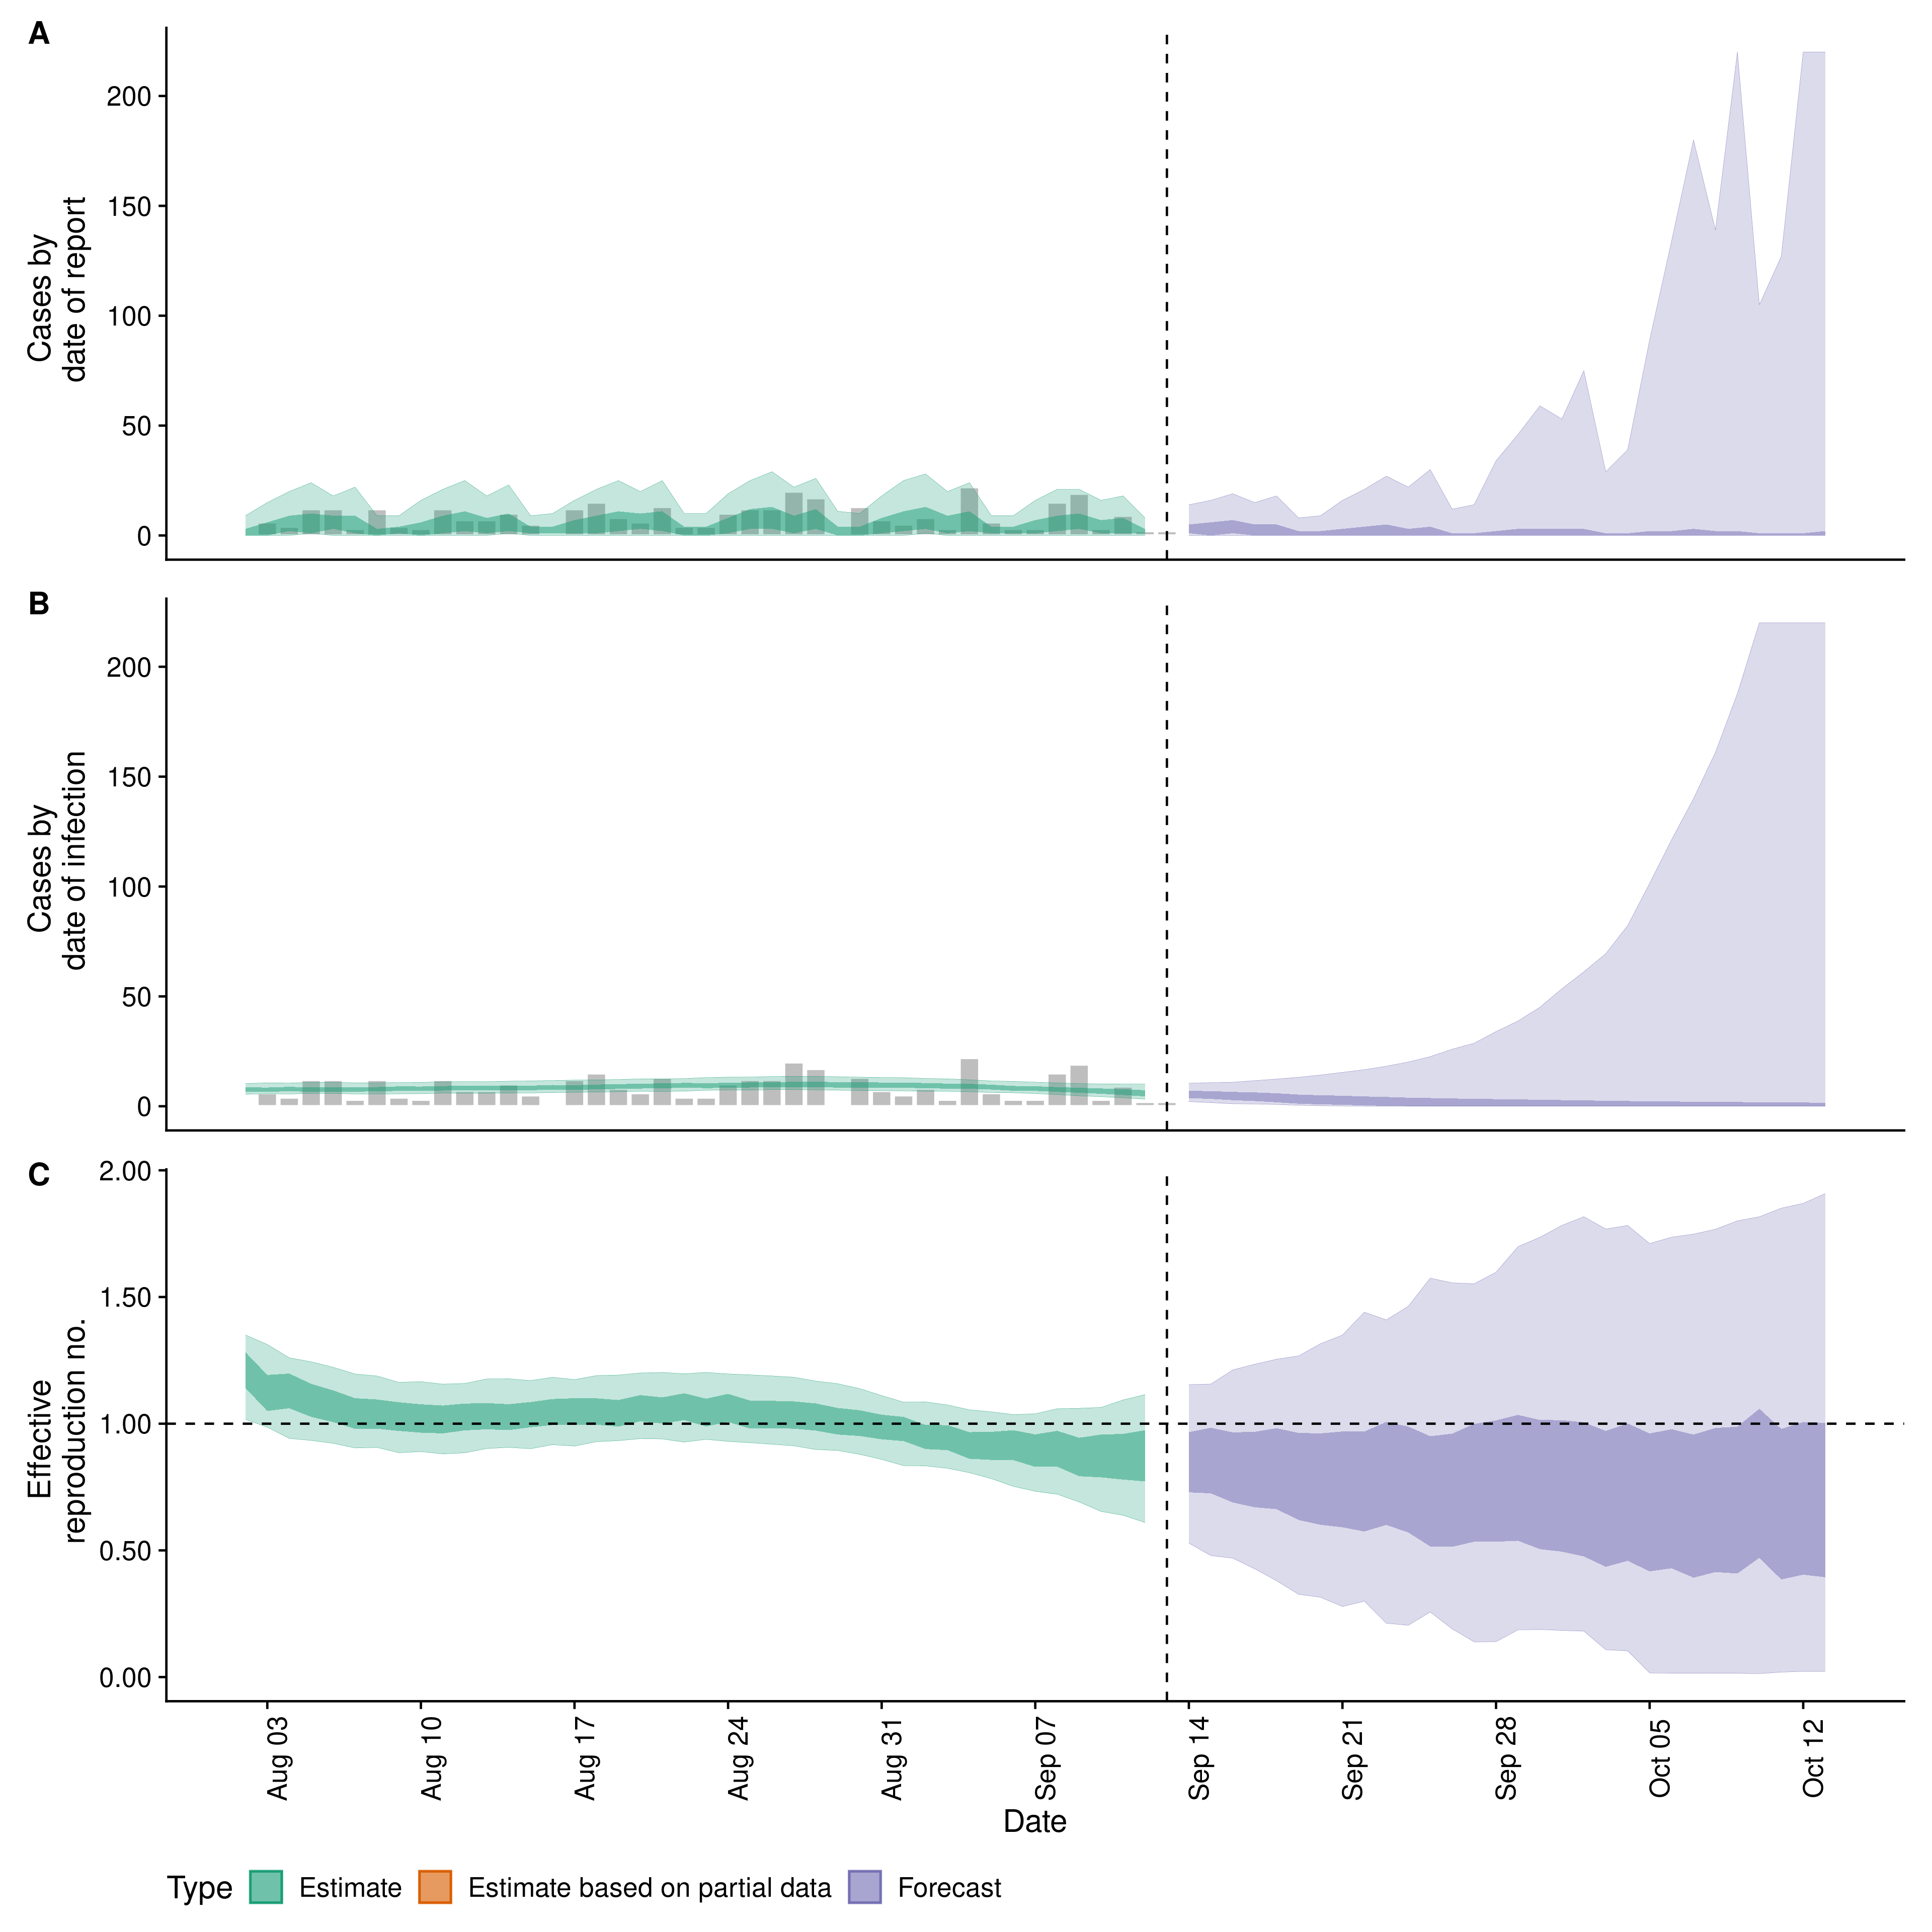 A
200
150
100
50
0
Cases by
date of report
B
200
150
100
50
0
Cases by
date of infection
C
2.00
1.50
1.00
0.50
0.00
Effective
reproduction no.
Aug 03
Aug 10
Aug 17
Aug 24
Aug 31
Sep 07
Sep 14
Sep 21
Sep 28
Oct 05
Oct 12
Date
Type Estimate Estimate based on partial data Forecast